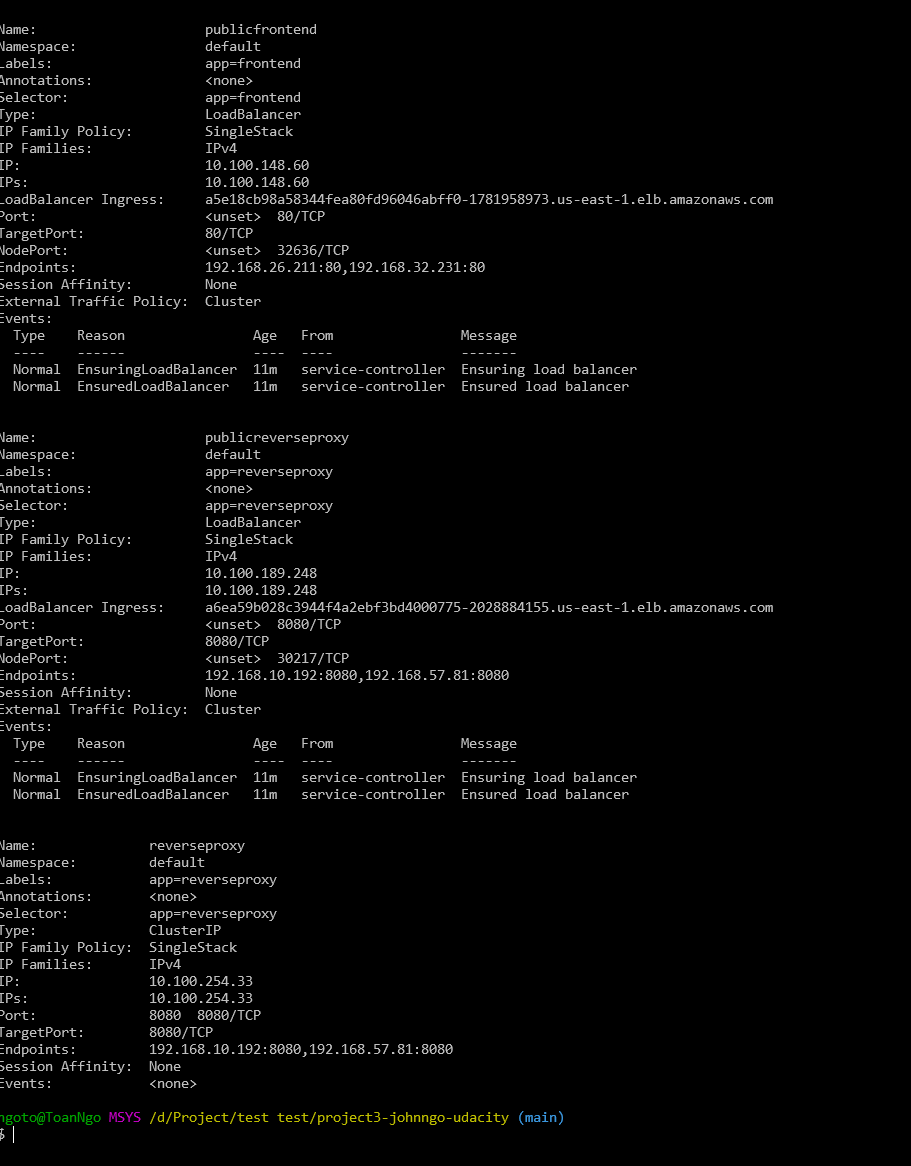 Name:                     publicfrontend
Namespace:                default
Labels:                   app=frontend
Annotations:              <none>
Selector:                 app=frontend
Type:                     LoadBalancer
IP Family Policy:         SingleStack
IP Families:              IPv4
IP:                       10.100.148.60
IPs:                      10.100.148.60
LoadBalancer Ingress:     a5e18cb98a58344fea80fd96046abff0-1781958973.us-east-1.elb.amazonaws.com
Port:                     <unset>  80/TCP
TargetPort:               80/TCP
NodePort:                 <unset>  32636/TCP
Endpoints:                192.168.26.211:80,192.168.32.231:80
Session Affinity:         None
External Traffic Policy:  Cluster
Events:
  Type    Reason                Age   From                Message
  ----    ------                ----  ----                -------
  Normal  EnsuringLoadBalancer  11m   service-controller  Ensuring load balancer
  Normal  EnsuredLoadBalancer   11m   service-controller  Ensured load balancer
Name:                     publicreverseproxy
Namespace:                default
Labels:                   app=reverseproxy
Annotations:              <none>
Selector:                 app=reverseproxy
Type:                     LoadBalancer
IP Family Policy:         SingleStack
IP Families:              IPv4
IP:                       10.100.189.248
IPs:                      10.100.189.248
LoadBalancer Ingress:     a6ea59b028c3944f4a2ebf3bd4000775-2028884155.us-east-1.elb.amazonaws.com
Port:                     <unset>  8080/TCP
TargetPort:               8080/TCP
NodePort:                 <unset>  30217/TCP
Endpoints:                192.168.10.192:8080,192.168.57.81:8080
Session Affinity:         None
External Traffic Policy:  Cluster
Events:
  Type    Reason                Age   From                Message
  ----    ------                ----  ----                -------
  Normal  EnsuringLoadBalancer  11m   service-controller  Ensuring load balancer
  Normal  EnsuredLoadBalancer   11m   service-controller  Ensured load balancer
Name:              reverseproxy
Namespace:         default
Labels:            app=reverseproxy
Annotations:       <none>
Selector:          app=reverseproxy
Type:              ClusterIP
IP Family Policy:  SingleStack
IP Families:       IPv4
IP:                10.100.254.33
IPs:               10.100.254.33
Port:              8080  8080/TCP
TargetPort:        8080/TCP
Endpoints:         192.168.10.192:8080,192.168.57.81:8080
Session Affinity:  None
Events:            <none>
ngoto@ToanNgo MSYS /d/Project/test test/project3-johnngo-udacity (main)
$